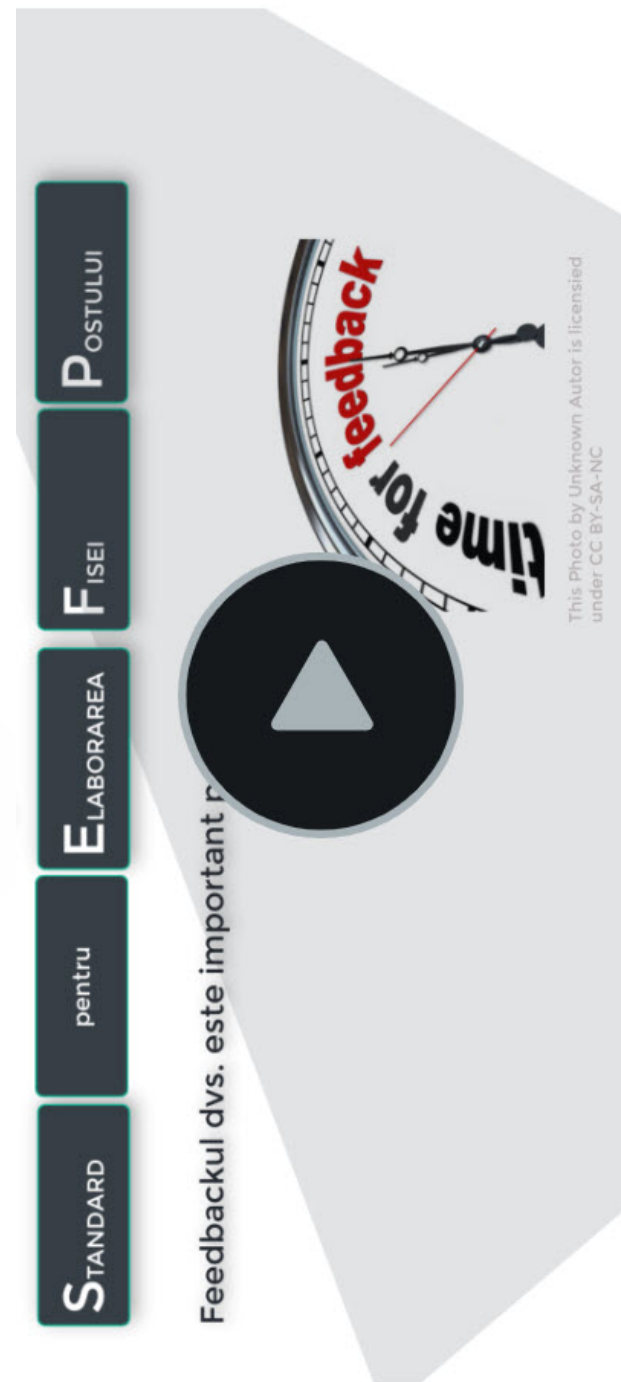 STANDARD pentru ELABORAREA FISEI POSTULUI
Feedbackul dvs. este important
time for feedback
This Photo by Unknown Autor is licensied
under CC BY-SA-NC